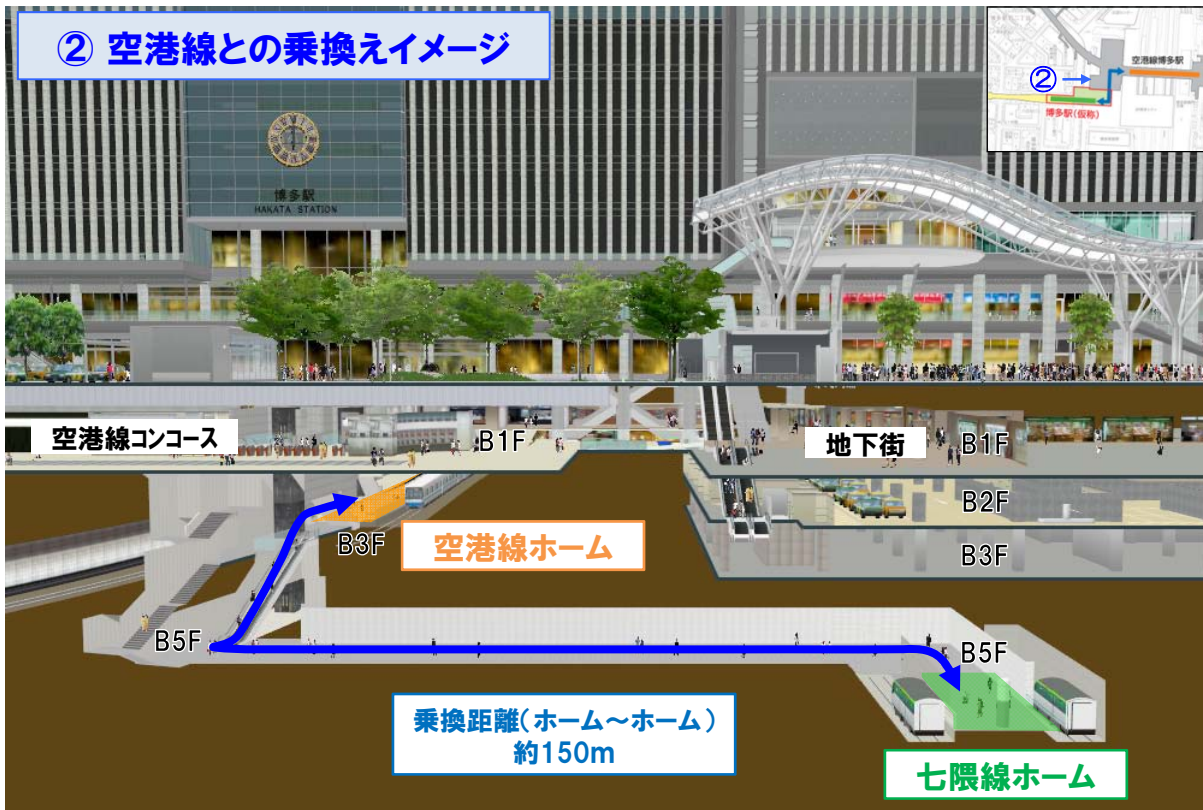 ② 空港線との乗換えイメージ
空港線博多駅
②
博多駅(仮称)
博多駅
HAKATA STATION
空港線コンコース
B1F
地下街
B1F
B2F
B3F
空港線ホーム
B3F
B5F
B5F
乗換距離(ホーム～ホーム)
約150m
七隈線ホーム